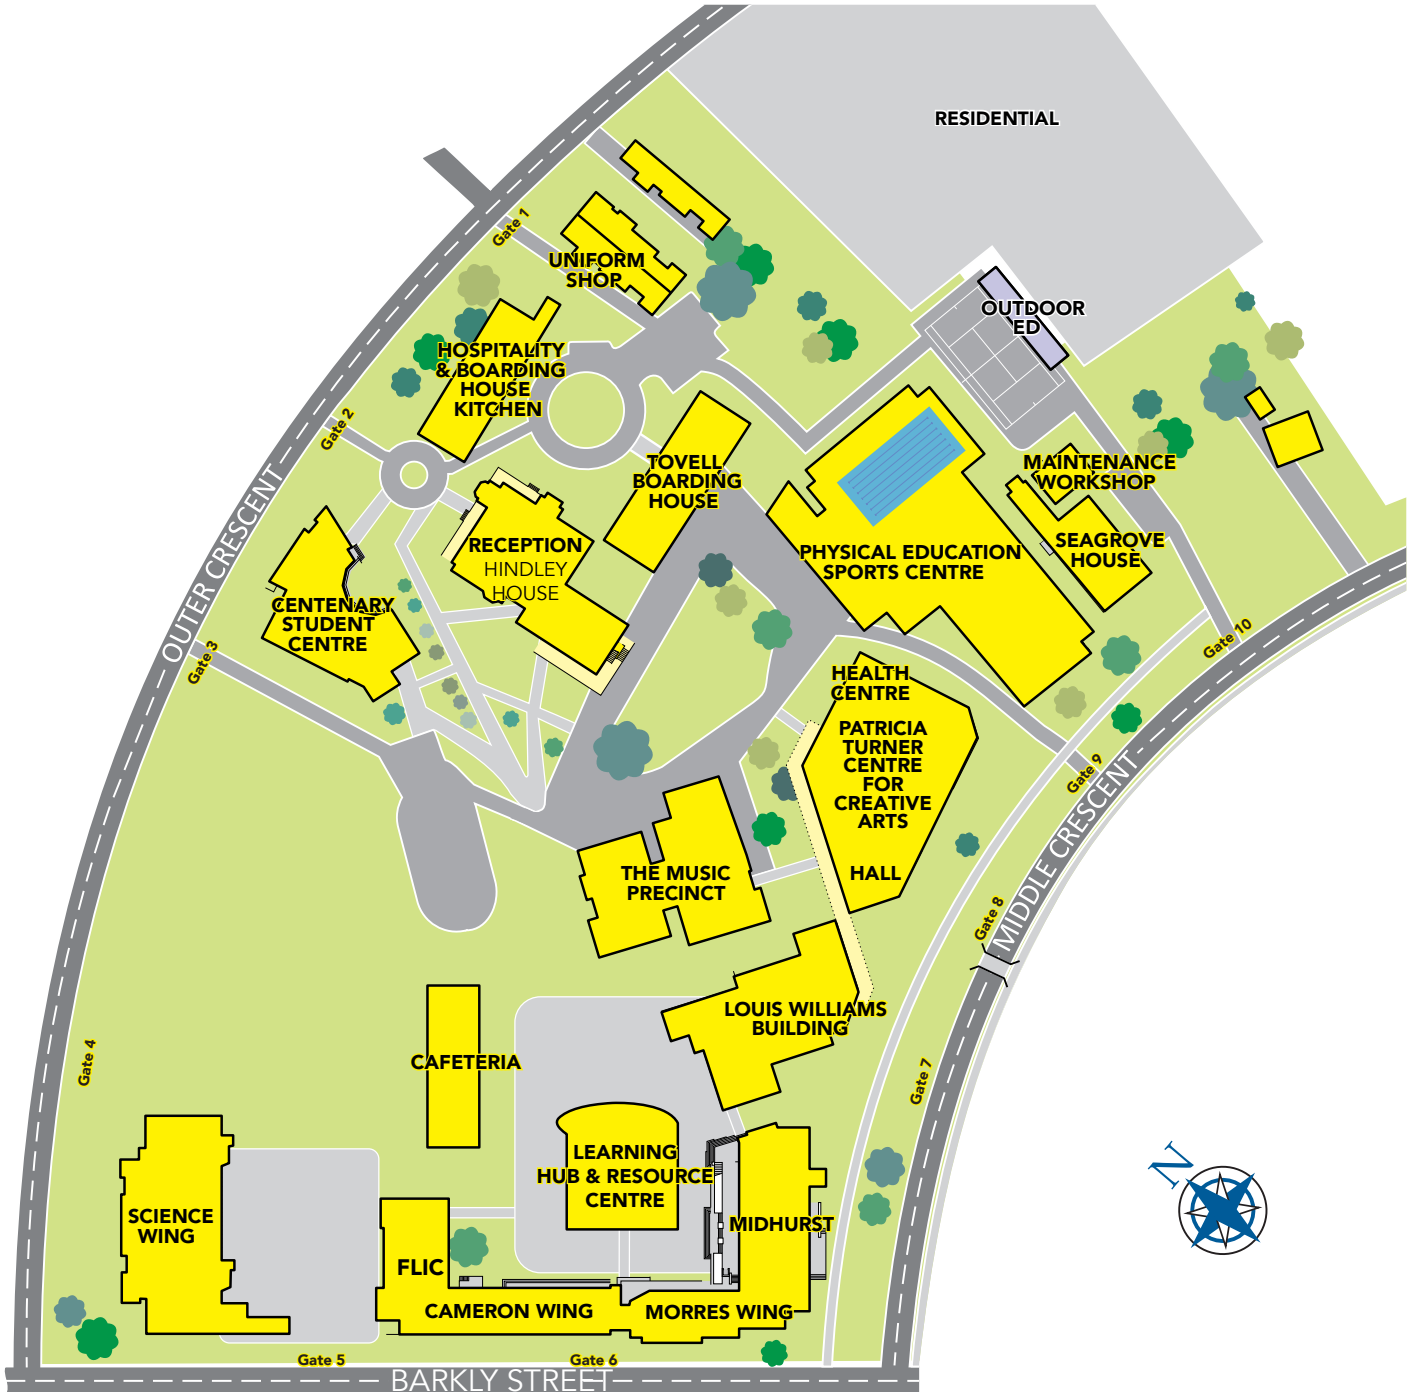 RESIDENTIAL
Gate 1
UNIFORM
SHOP
OUTDOOR
ED
HOSPITALITY
& BOARDING
HOUSE
KITCHEN
Gate 2
TOVELL
BOARDING
HOUSE
MAINTENANCE
WORKSHOP
OUTER CRESCENT
RECEPTION
HINDLEY
HOUSE
PHYSICAL EDUCATION
SPORTS CENTRE
SEAGROVE
HOUSE
CENTENARY
STUDENT
CENTRE
Gate 3
Gate 10
HEALTH
CENTRE
PATRICIA
TURNER
CENTRE
FOR
CREATIVE
ARTS
HALL
Gate 9
MIDDLE CRESCENT
THE MUSIC
PRECINCT
Gate 8
LOUIS WILLIAMS
BUILDING
Gate 4
CAFETERIA
Gate 7
LEARNING
HUB & RESOURCE
CENTRE
N
SCIENCE
WING
MIDHURST
FLIC
CAMERON WING
MORRES WING
Gate 5
Gate 6
BARKLY STREET